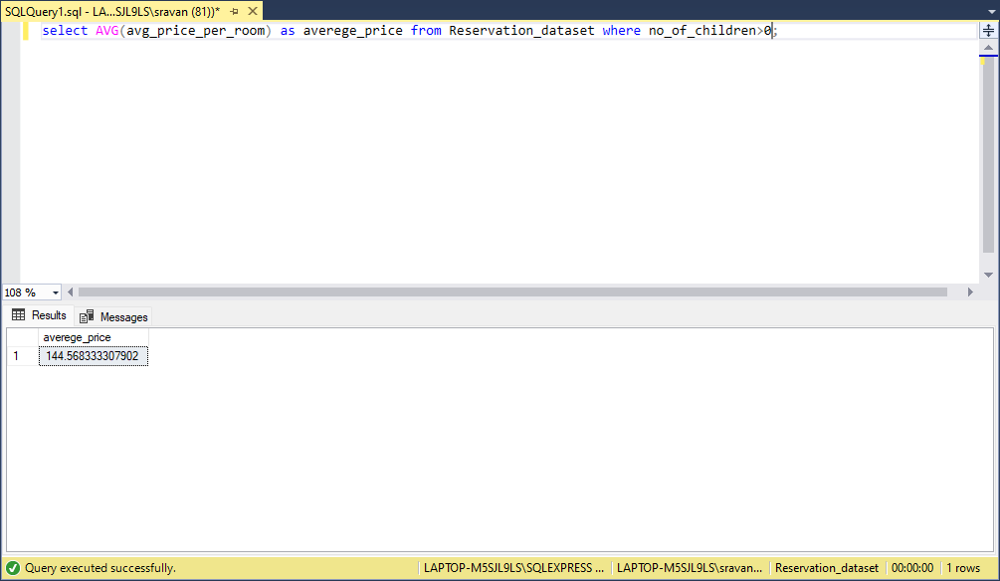 SQLQuery1.sql - LA...SJL9LS\sravan (81))*
select AVG(avg_price_per_room) as averege_price from Reservation_dataset where no_of_children>0;
108 %
Results Messages
averege_price
1 144.568333307902
Query executed successfully. LAPTOP-M5SJL9LS\SQLEXPRESS ... LAPTOP-M5SJL9LS\sravan... Reservation_dataset 00:00:00 1 rows